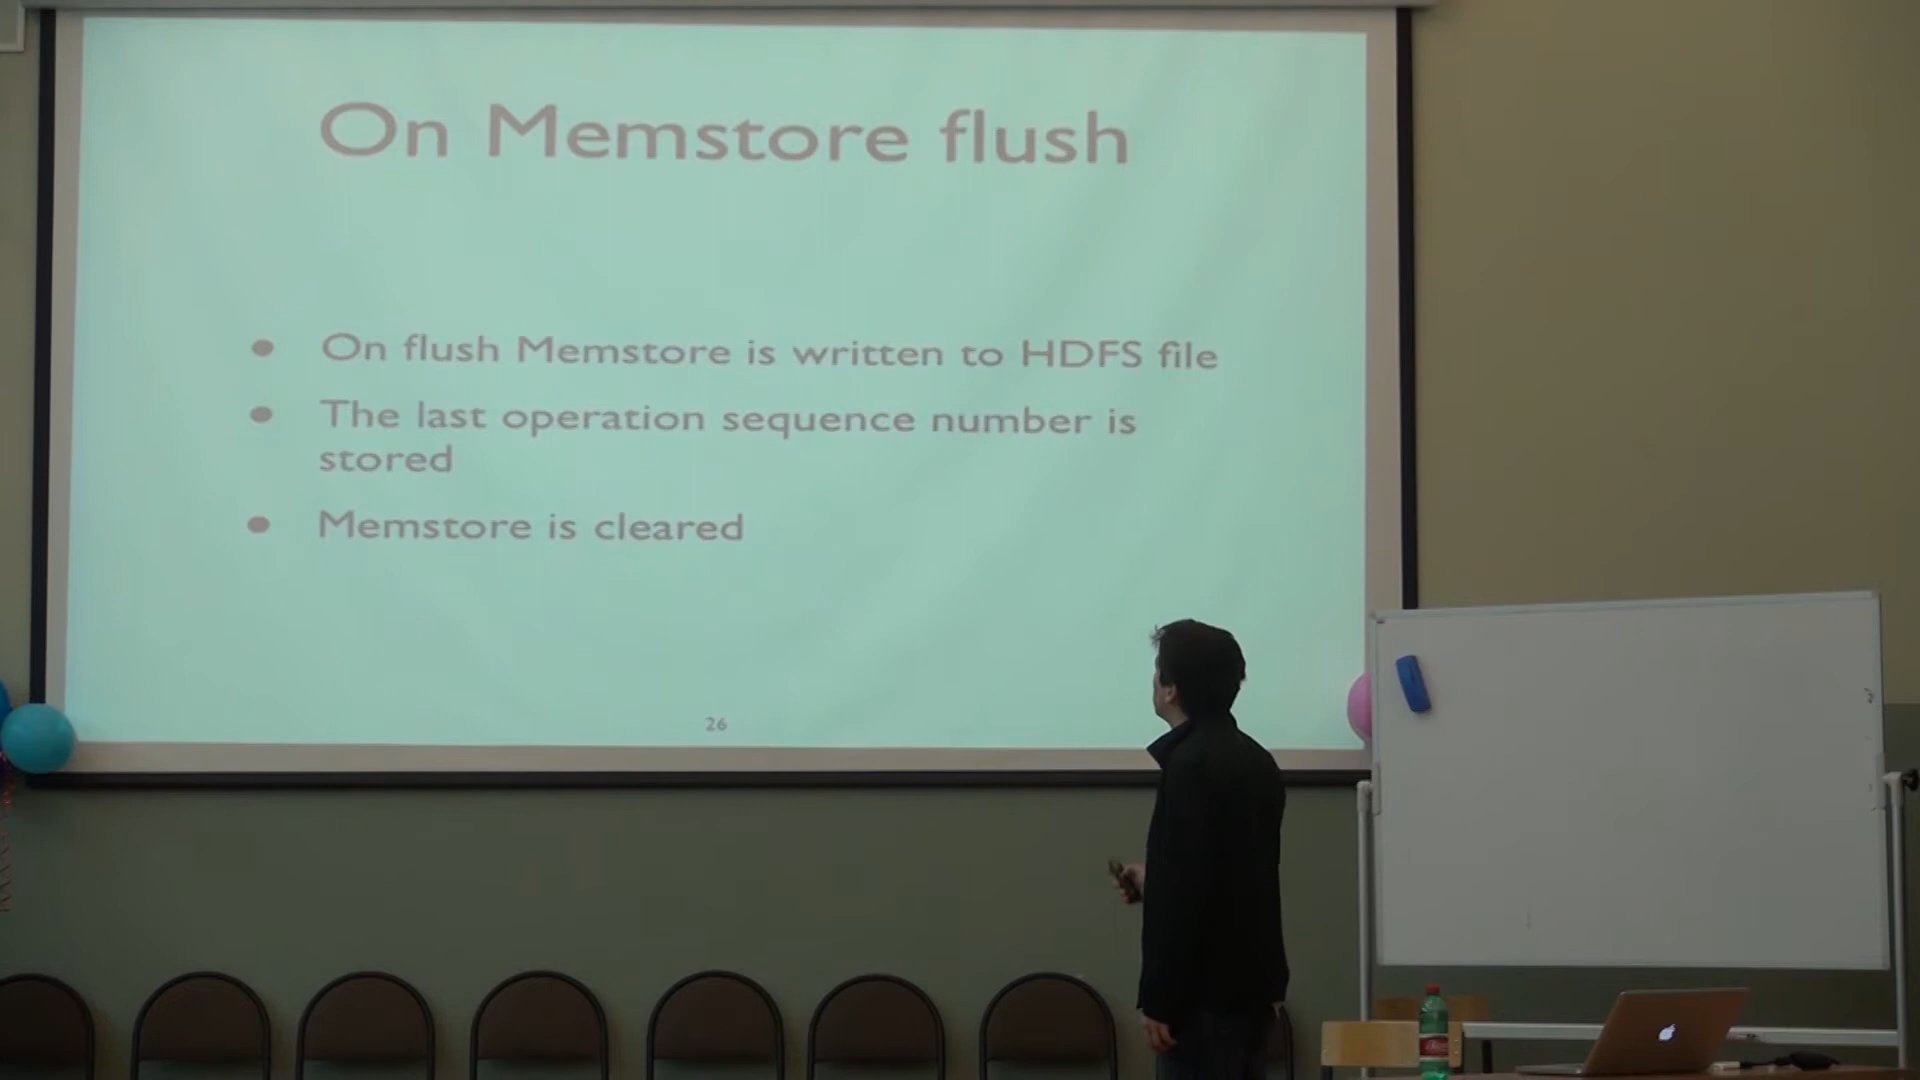 On Memstore flush
• On flush Memstore is written to HDFS file
• The last operation sequence number is
stored
• Memstore is cleared
26